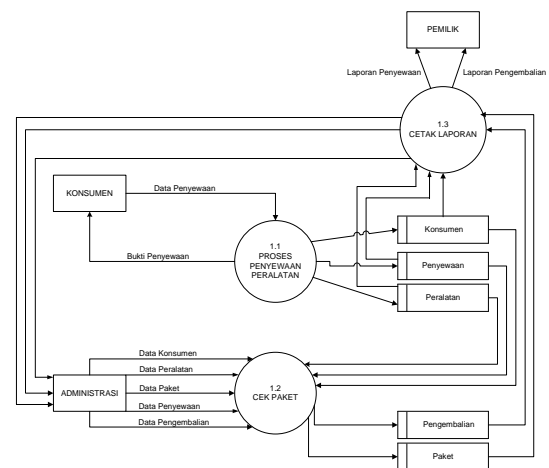 PEMILIK
Laporan Penyewaan
Laporan Pengembalian
1.3
CETAK LAPORAN
KONSUMEN
Data Penyewaan
Bukti Penyewaan
1.1
PROSES
PENYEWAAN
PERALATAN
Konsumen
Penyewaan
Peralatan
ADMINISTRASI
Data Konsumen
Data Peralatan
Data Paket
Data Penyewaan
Data Pengembalian
1.2
CEK PAKET
Pengembalian
Paket